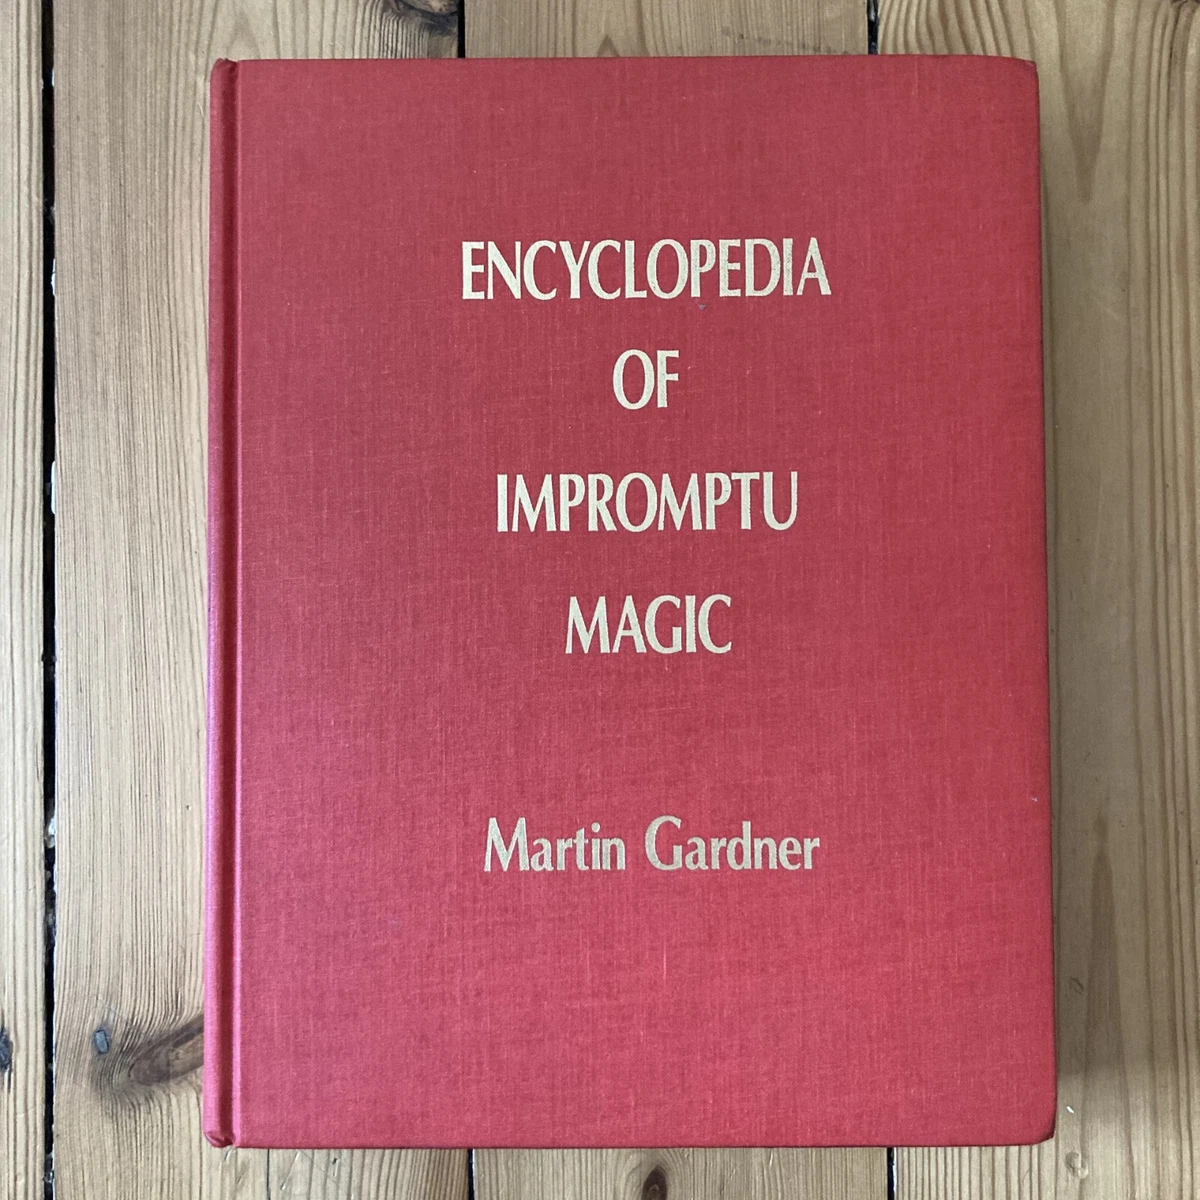 ENCYCLOPEDIA
OF
IMPROMPTU
MAGIC
Martin Gardner